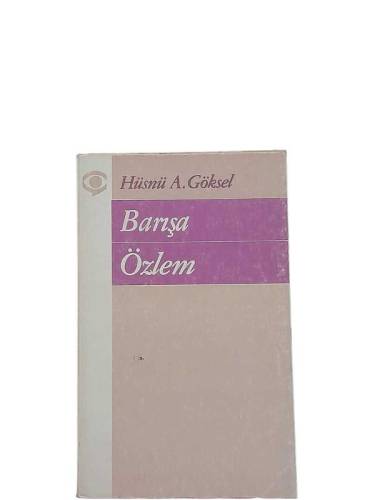 Hüsnü A. Göksel
Barışa
Özlem